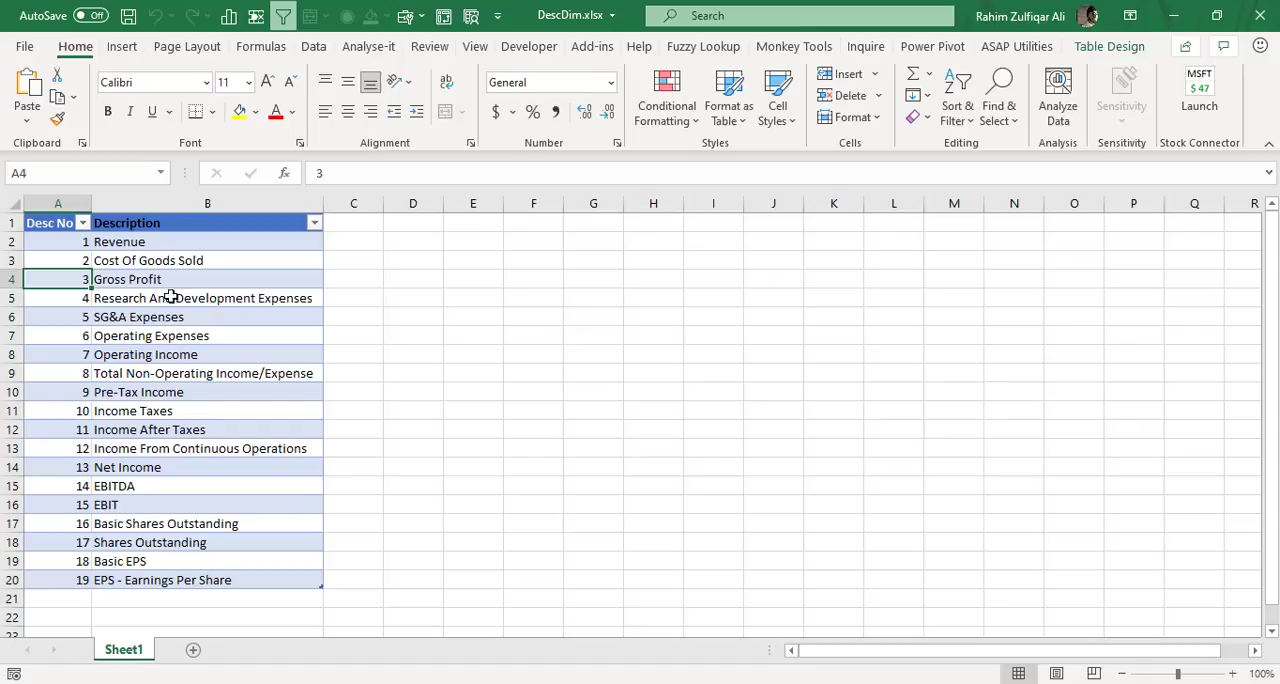 AutoSave Off DescDim.xlsx Search Rahim Zulfiqar Ali
File Home Insert Page Layout Formulas Data Analyse-it Review View Developer Add-ins Help Fuzzy Lookup Monkey Tools Inquire Power Pivot ASAP Utilities Table Design
Paste Calibri 11 General Conditional Formatting Format as Table Cell Styles Insert Delete Format Sort & Filter Find & Select Analyze Data Sensitivity MSFT $ 47 Launch
Clipboard Font Alignment Number Styles Cells Editing Analysis Sensitivity Stock Connector
A4 fx 3
A B C D E F G H I J K L M N O P Q R
1 Desc No Description
2 1 Revenue
3 2 Cost Of Goods Sold
4 3 Gross Profit
5 4 Research And Development Expenses
6 5 SG&A Expenses
7 6 Operating Expenses
8 7 Operating Income
9 8 Total Non-Operating Income/Expense
10 9 Pre-Tax Income
11 10 Income Taxes
12 11 Income After Taxes
13 12 Income From Continuous Operations
14 13 Net Income
15 14 EBITDA
16 15 EBIT
17 16 Basic Shares Outstanding
18 17 Shares Outstanding
19 18 Basic EPS
20 19 EPS - Earnings Per Share
21
22
23
Sheet1
100%